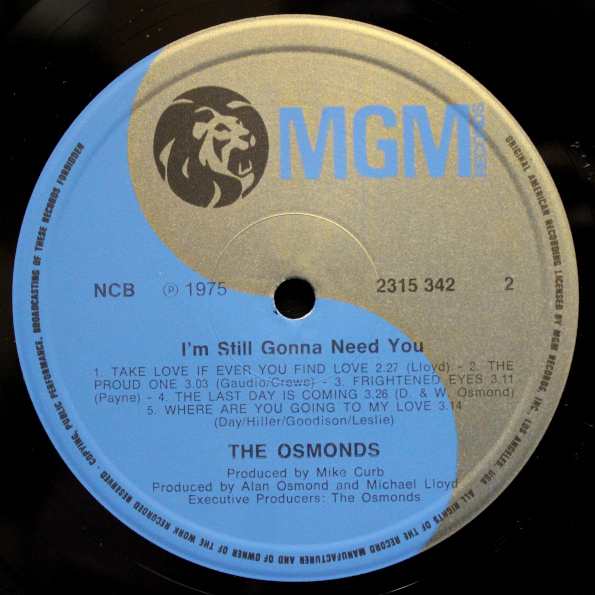 MGM
RECORDS
NCB ℗ 1975 2315 342 2
I'm Still Gonna Need You
1. TAKE LOVE IF EVER YOU FIND LOVE 2.27 (Lloyd) - 2. THE
PROUD ONE 3.03 (Gaudio/Crewe) - 3. FRIGHTENED EYES 3.11
(Payne) - 4. THE LAST DAY IS COMING 3.26 (D. & W. Osmond)
5. WHERE ARE YOU GOING TO MY LOVE 3.14
(Day/Hiller/Goodison/Leslie)
THE OSMONDS
Produced by Mike Curb
Produced by Alan Osmond and Michael Lloyd
Executive Producers: The Osmonds
ORIGINAL AMERICAN RECORDING LICENSED BY MGM RECORDS INC. LOS ANGELES, USA ALL RIGHTS OF THE RECORD MANUFACTURER AND OF OWNER OF THE WORK RECORDED RESERVED COPYING, PUBLIC PERFORMANCE, BROADCASTING OF THESE RECORDS FORBIDDEN